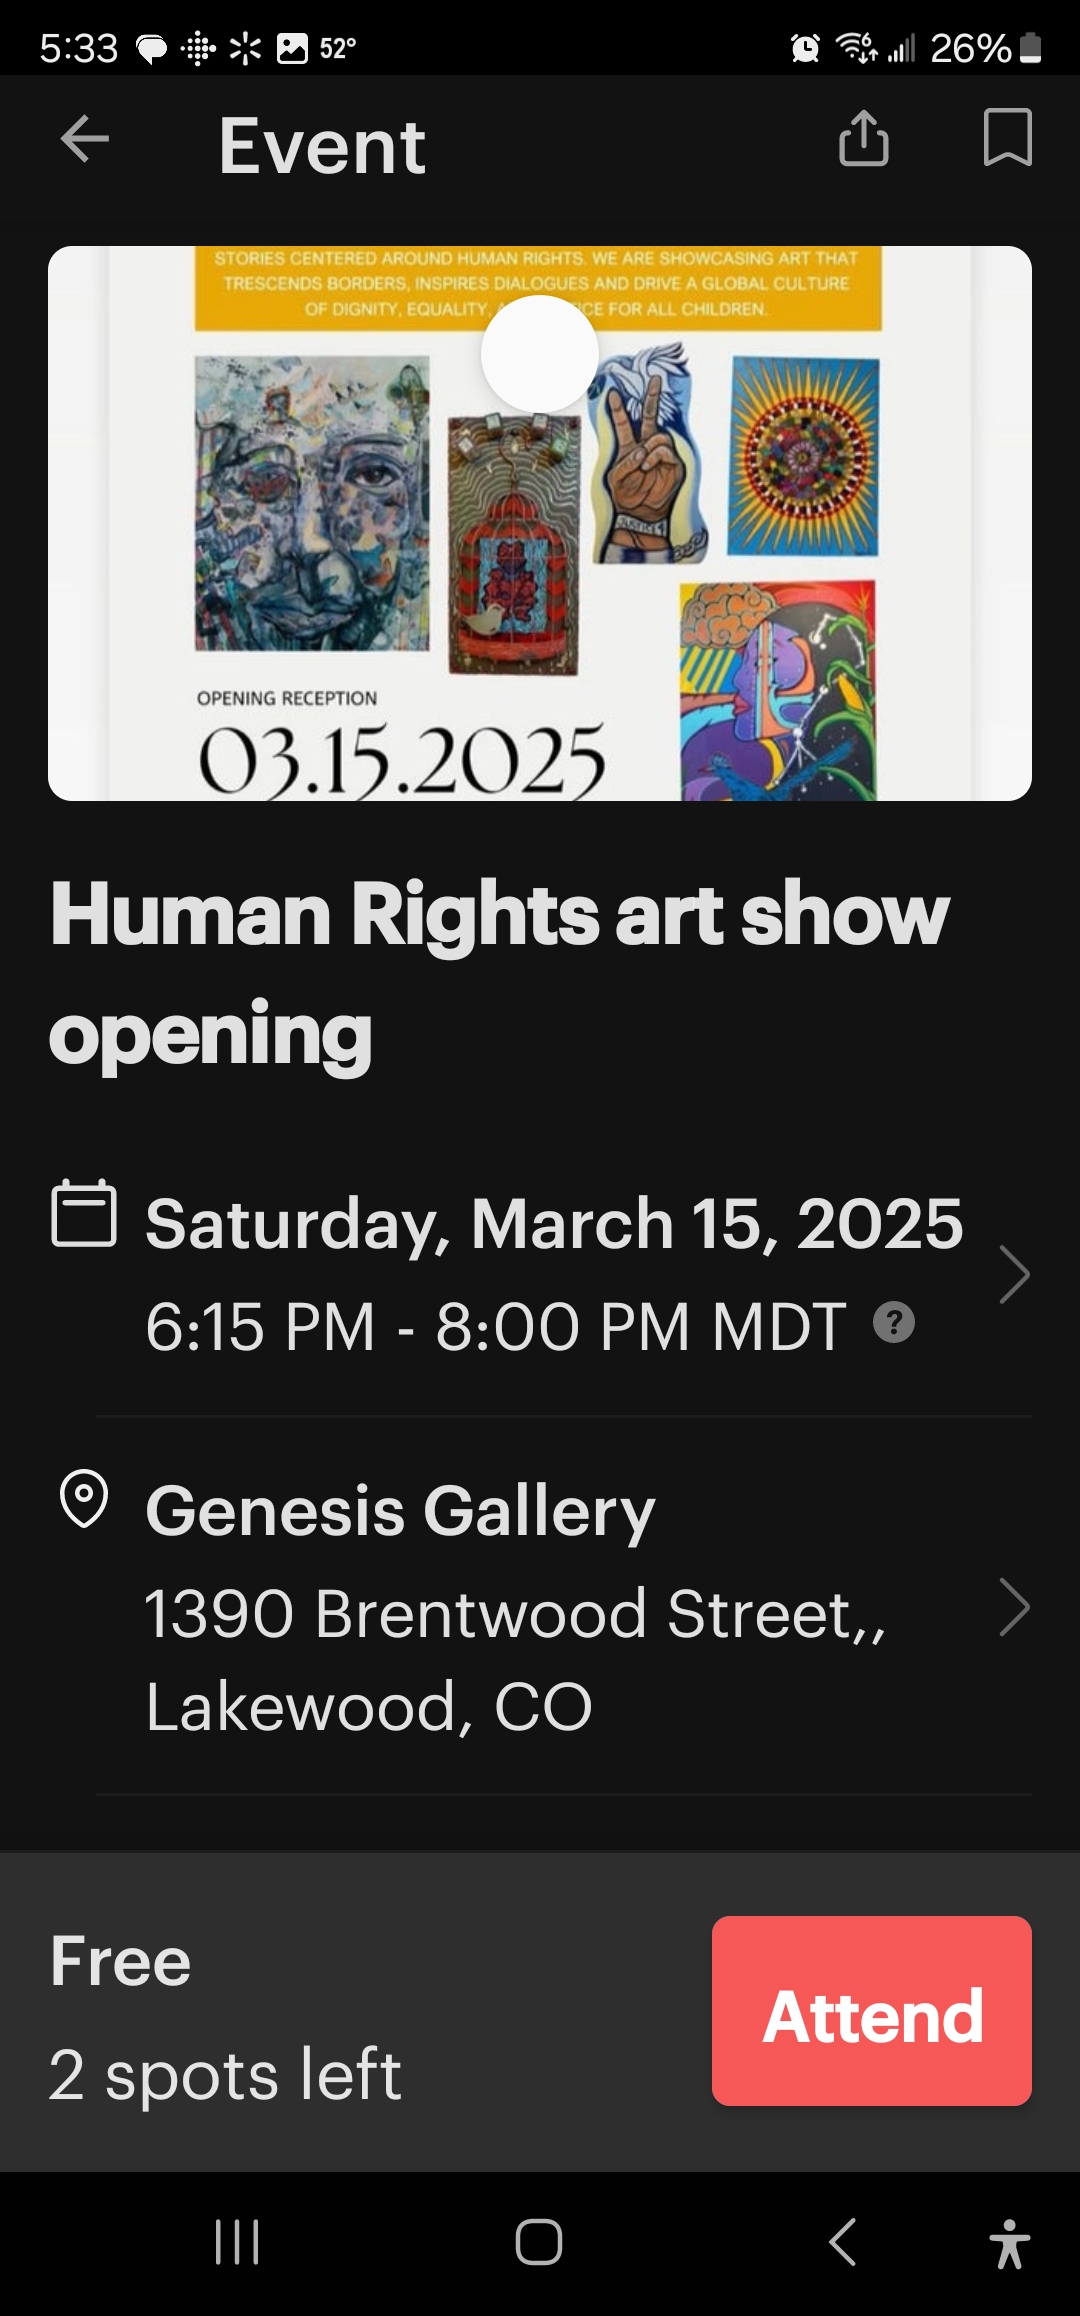 5:33
52°
26%
Event
STORIES CENTERED AROUND HUMAN RIGHTS. WE ARE SHOWCASING ART THAT
TRESCENDS BORDERS, INSPIRES DIALOGUES AND DRIVE A GLOBAL CULTURE
OF DIGNITY, EQUALITY, FOR ALL CHILDREN.
JUSTICE
OPENING RECEPTION
03.15.2025
Human Rights art show
opening
Saturday, March 15, 2025
6:15 PM - 8:00 PM MDT ?
Genesis Gallery
1390 Brentwood Street,,
Lakewood, CO
Free
2 spots left
Attend